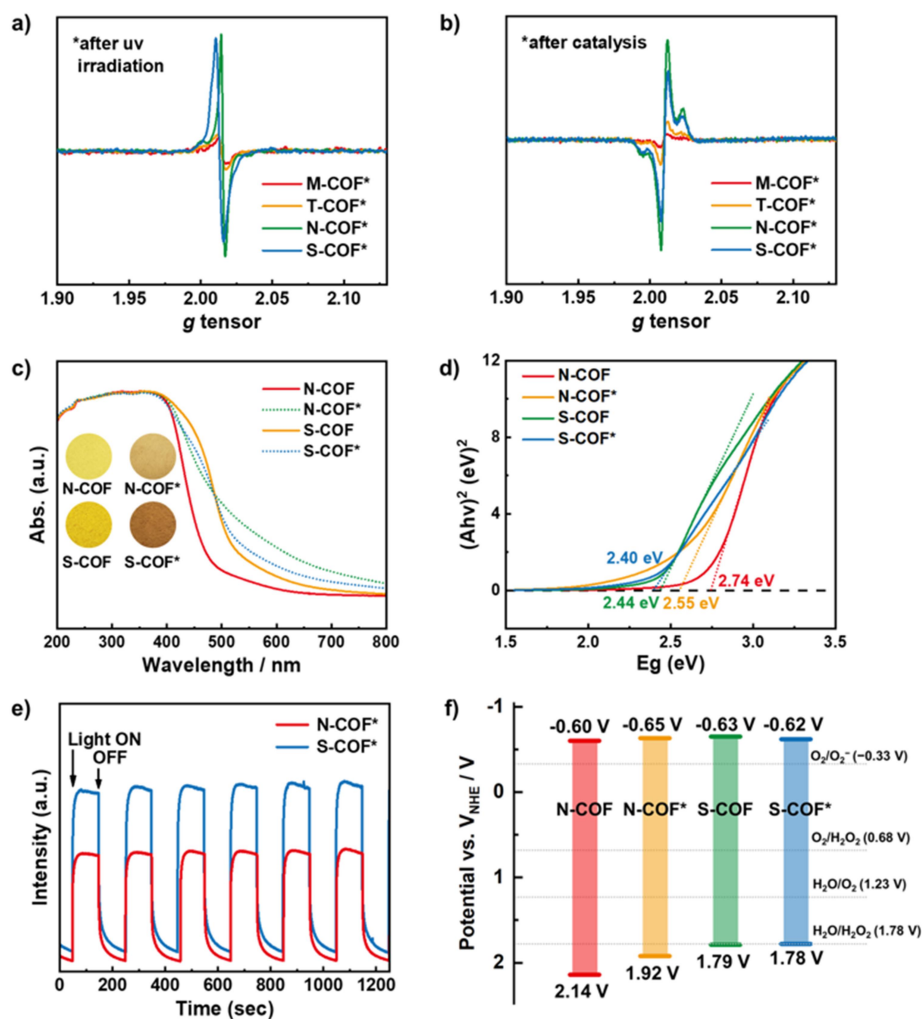 a)
*after uv
irradiation
M-COF*
T-COF*
N-COF*
S-COF*
1.90 1.95 2.00 2.05 2.10
g tensor
b)
*after catalysis
M-COF*
T-COF*
N-COF*
S-COF*
1.90 1.95 2.00 2.05 2.10
g tensor
c)
N-COF
N-COF*
S-COF
S-COF*
N-COF N-COF*
S-COF S-COF*
Abs. (a.u.)
200 300 400 500 600 700 800
Wavelength / nm
d)
N-COF
N-COF*
S-COF
S-COF*
(Ahv)² (eV)²
12
8
4
0
2.40 eV
2.74 eV
2.44 eV 2.55 eV
1.5 2.0 2.5 3.0 3.5
Eg (eV)
e)
N-COF*
S-COF*
Light ON
OFF
Intensity (a.u.)
0 200 400 600 800 1000 1200
Time (sec)
f)
Potential vs. V_NHE / V
-1
0
1
2
-0.60 V -0.65 V -0.63 V -0.62 V
O₂/O₂⁻ (−0.33 V)
N-COF N-COF* S-COF S-COF*
O₂/H₂O₂ (0.68 V)
H₂O/O₂ (1.23 V)
H₂O/H₂O₂ (1.78 V)
2.14 V 1.92 V 1.79 V 1.78 V